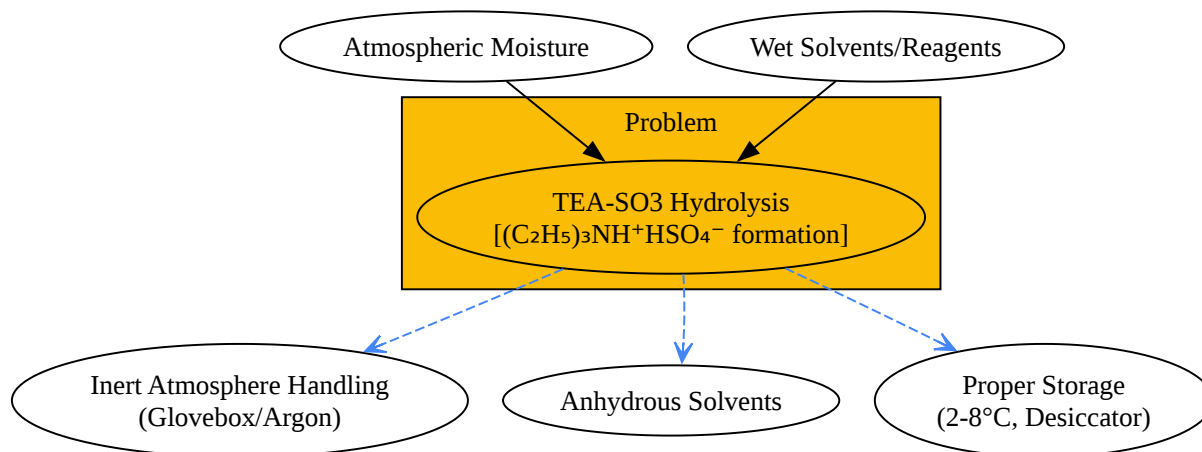 Atmospheric Moisture
Wet Solvents/Reagents
Problem
TEA-SO3 Hydrolysis
[(C₂H₅)₃NH⁺HSO₄⁻ formation]
Inert Atmosphere Handling
(Glovebox/Argon)
Anhydrous Solvents
Proper Storage
(2-8°C, Desiccator)